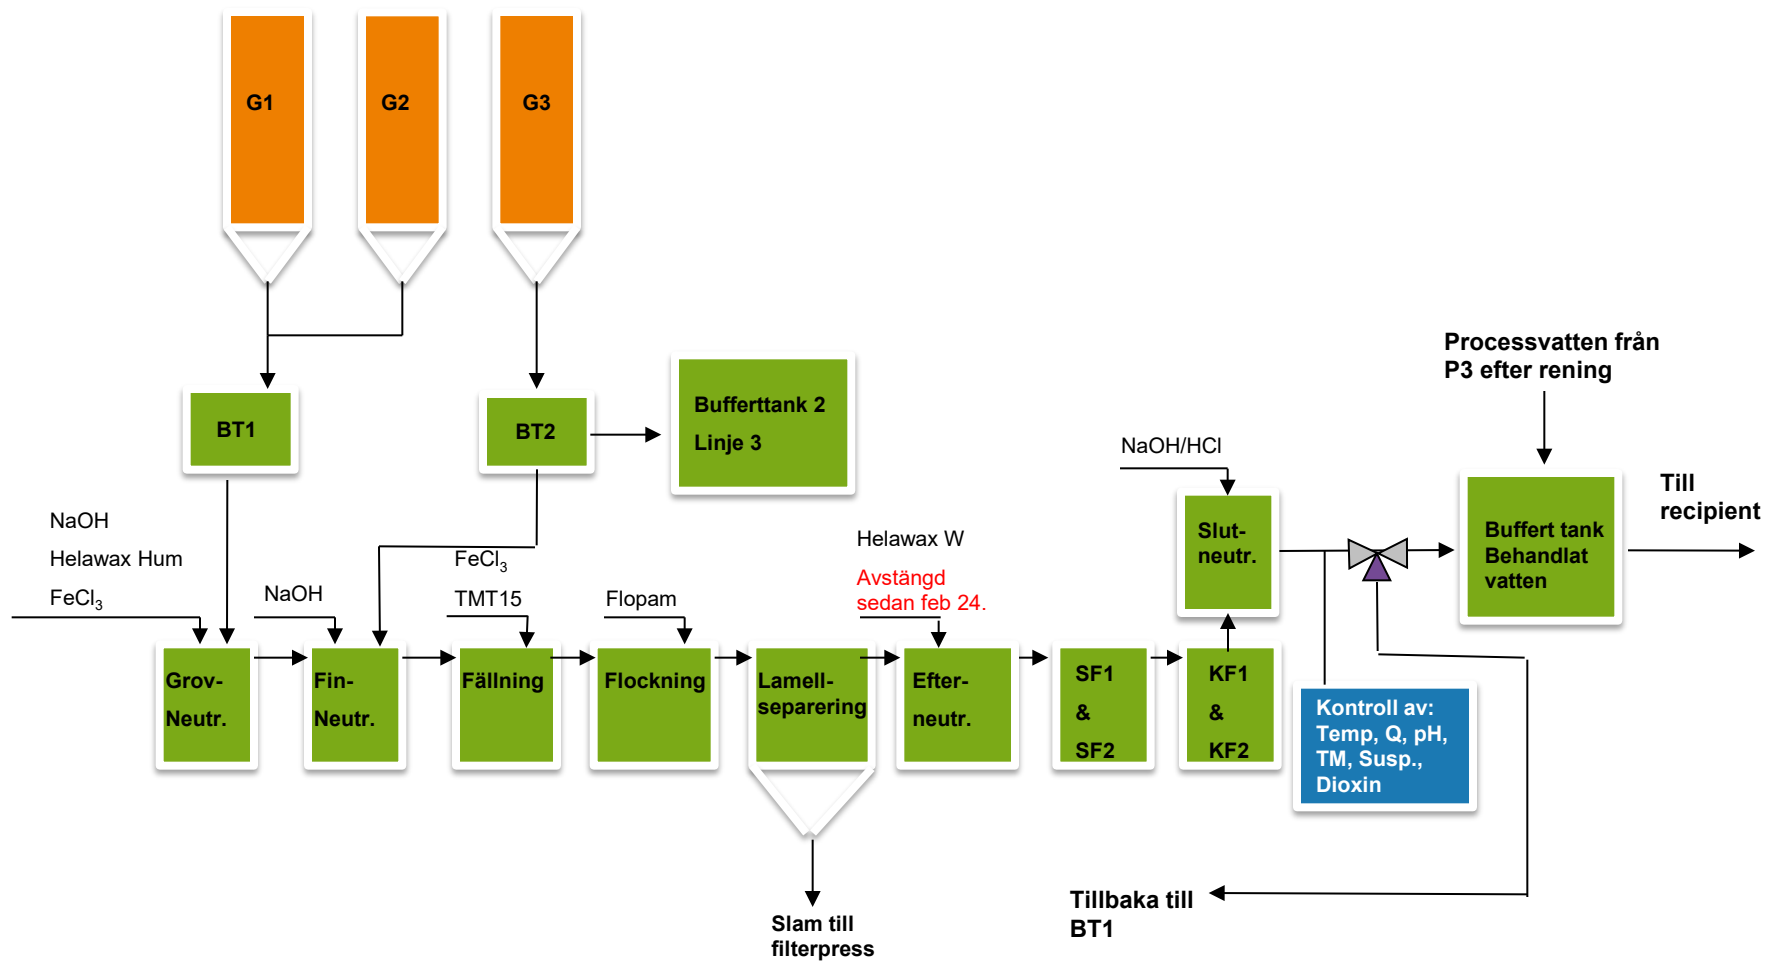 G1
G2
G3
BT1
BT2
Bufferttank 2
Linje 3
Processvatten från
P3 efter rening
NaOH/HCl
Slut-
neutr.
Buffert tank
Behandlat
vatten
Till
recipient
NaOH
Helawax Hum
FeCl₃
NaOH
FeCl₃
TMT15
Flopam
Helawax W
Avstängd
sedan feb 24.
Grov-
Neutr.
Fin-
Neutr.
Fällning
Flockning
Lamell-
separering
Efter-
neutr.
SF1
&
SF2
KF1
&
KF2
Kontroll av:
Temp, Q, pH,
TM, Susp.,
Dioxin
Slam till
filterpress
Tillbaka till
BT1